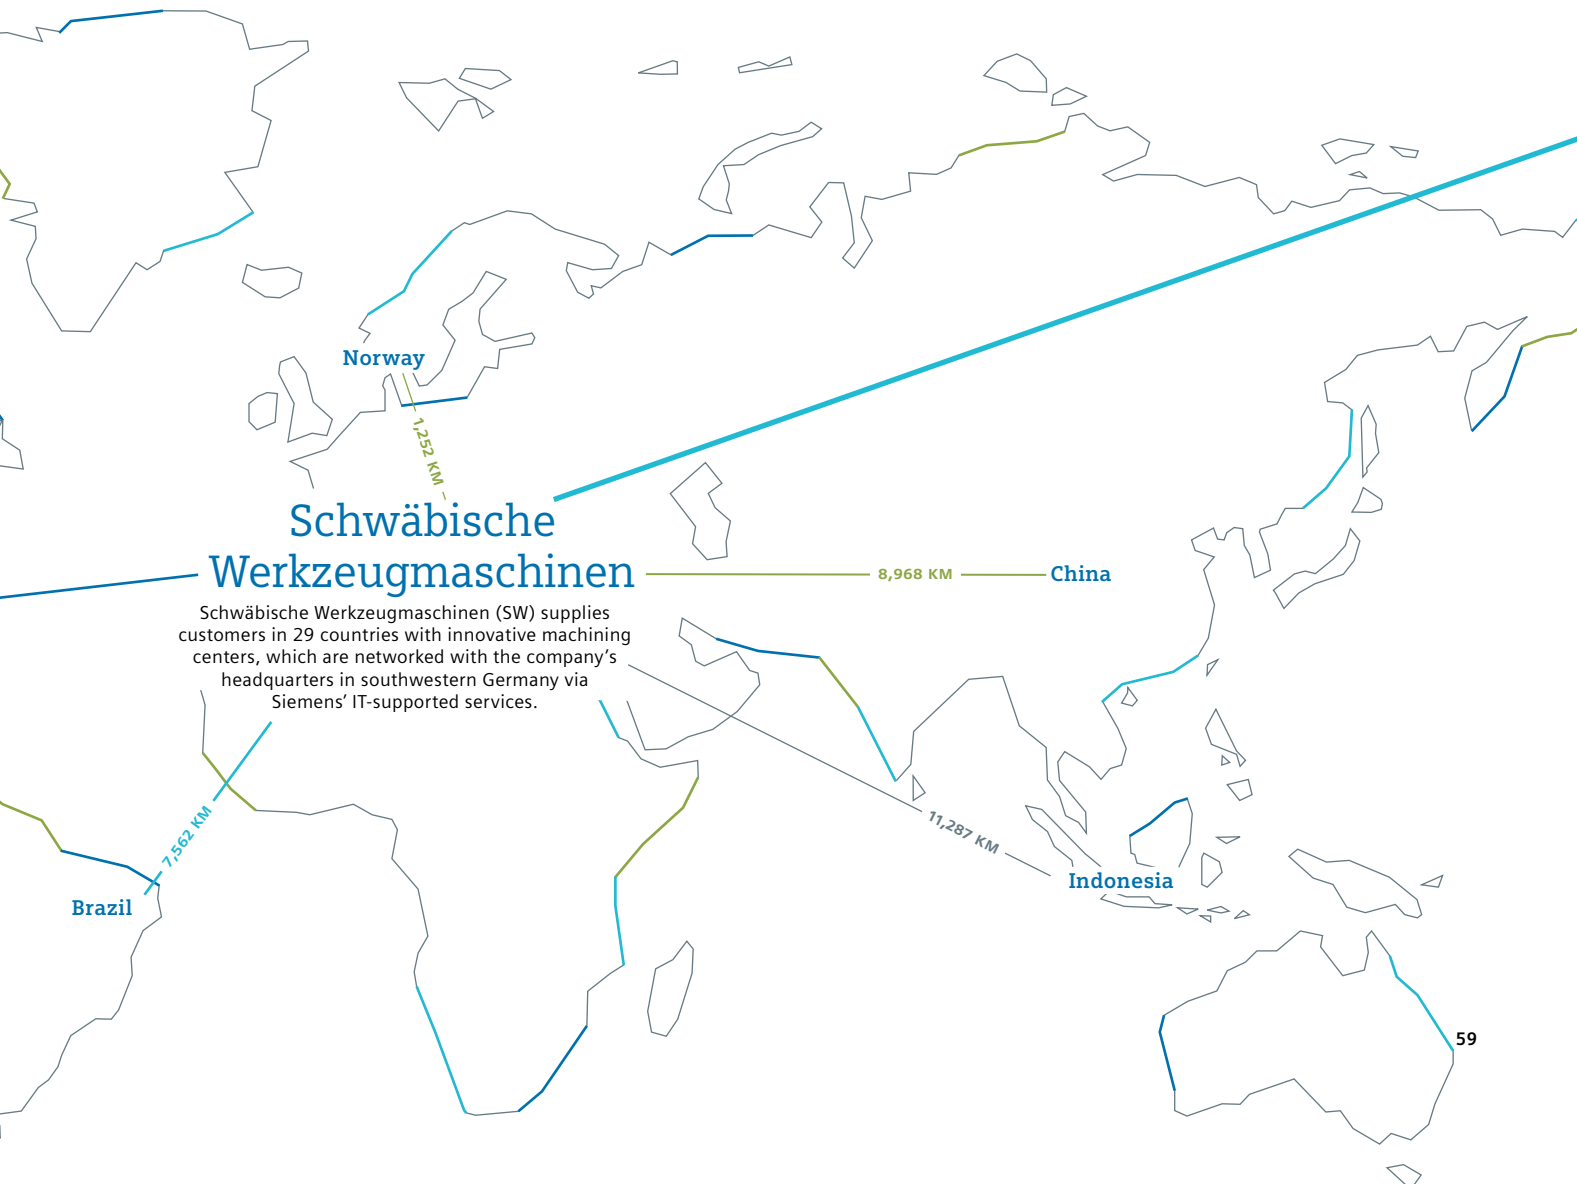 Norway
1,252 KM
Schwäbische
Werkzeugmaschinen
8,968 KM
China
Schwäbische Werkzeugmaschinen (SW) supplies
customers in 29 countries with innovative machining
centers, which are networked with the company’s
headquarters in southwestern Germany via
Siemens’ IT-supported services.
7,562 KM
Brazil
11,287 KM
Indonesia
59